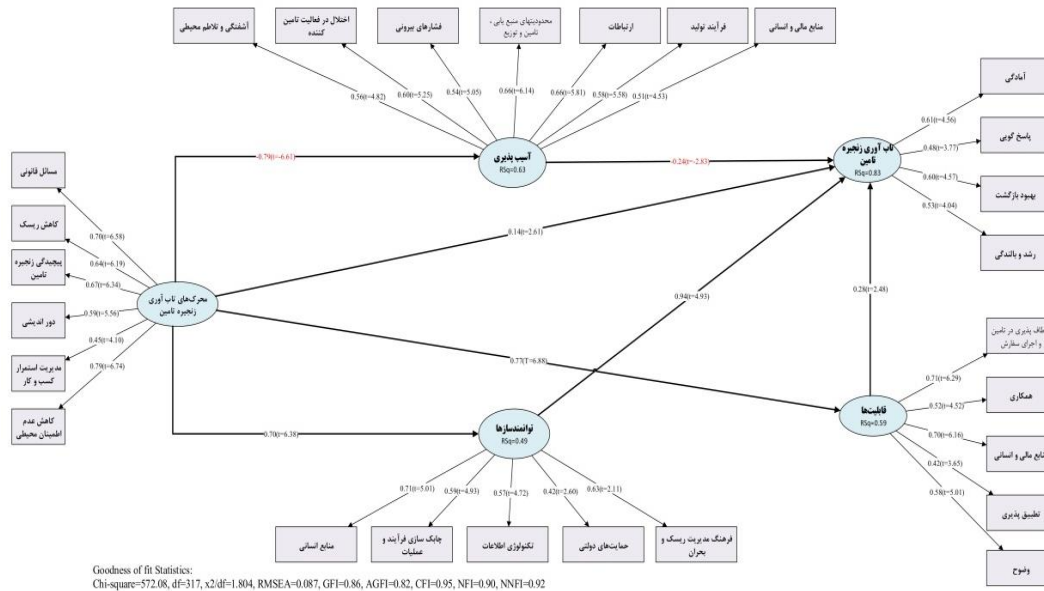 آشفتگی و تلاطم محیطی
اختلال در فعالیت تامین
کننده
فشارهای بیرونی
محدودیتهای منبع یابی ،
تامین و توزیع
ارتباطات
فرآیند تولید
منابع مالی و انسانی
0.56(t=4.82)
0.60(t=5.25)
0.54(t=5.05)
0.66(t=6.14)
0.66(t=5.81)
0.58(t=5.58)
0.51(t=4.53)
آسیب پذیری
RSq=0.63
-0.79(t=-6.61)
-0.24(t=-2.83)
تاب آوری زنجیره
تامین
RSq=0.83
آمادگی
پاسخ گویی
بهبود بازگشت
رشد و بالندگی
0.61(t=4.56)
0.48(t=3.77)
0.60(t=4.57)
0.53(t=4.04)
مسائل قانونی
کاهش ریسک
پیچیدگی زنجیره
تامین
دور اندیشی
مدیریت استمرار
کسب و کار
کاهش عدم
اطمینان محیطی
0.70(t=6.58)
0.64(t=6.19)
0.67(t=6.34)
0.59(t=5.56)
0.45(t=4.10)
0.79(t=6.74)
محرک‌های تاب آوری
زنجیره تامین
0.14(t=2.61)
0.94(t=4.93)
0.28(t=2.48)
0.77(T=6.88)
0.70(t=6.38)
توانمندسازها
RSq=0.49
قابلیت‌ها
RSq=0.59
طاف پذیری در تامین
و اجرای سفارش
همکاری
نابع مالی و انسانی
تطبیق پذیری
وضوح
0.71(t=6.29)
0.52(t=4.52)
0.70(t=6.16)
0.42(t=3.65)
0.58(t=5.01)
0.71(t=5.01)
0.59(t=4.93)
0.57(t=4.72)
0.42(t=2.60)
0.63(t=2.11)
منابع انسانی
چابک سازی فرآیند و
عملیات
تکنولوژی اطلاعات
حمایت‌های دولتی
فرهنگ مدیریت ریسک و
بحران
Goodness of fit Statistics:
Chi-square=572.08, df=317, x2/df=1.804, RMSEA=0.087, GFI=0.86, AGFI=0.82, CFI=0.95, NFI=0.90, NNFI=0.92